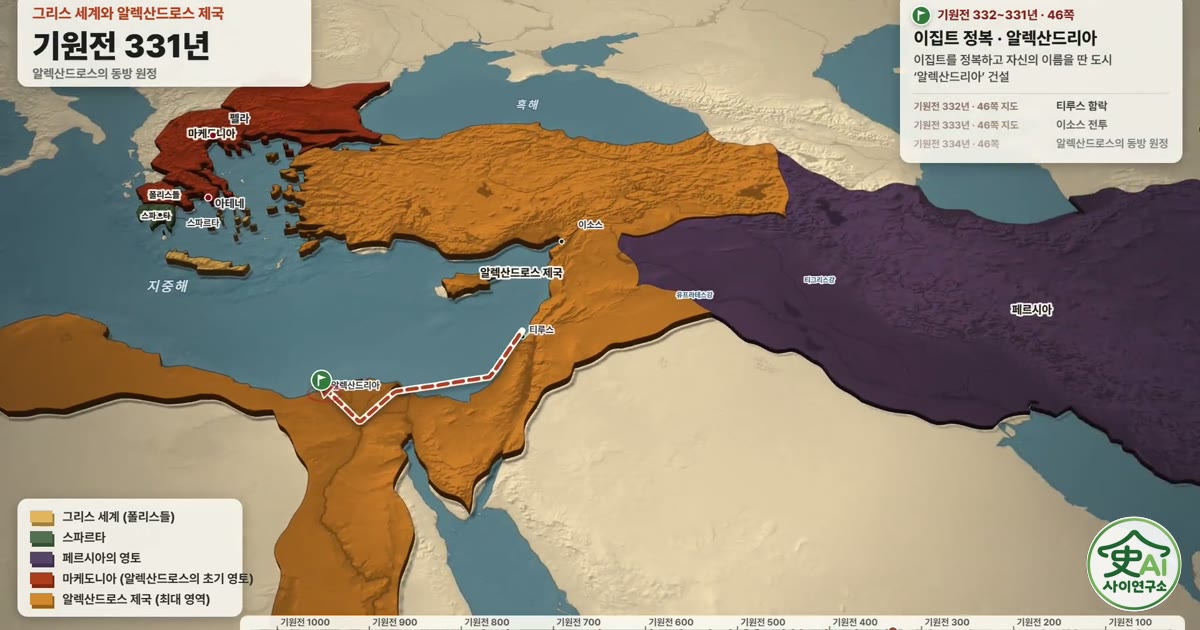 그리스 세계와 알렉산드로스 제국
기원전 331년
알렉산드로스의 동방 원정
기원전 332~331년 · 46쪽
이집트 정복 · 알렉산드리아
이집트를 정복하고 자신의 이름을 딴 도시
'알렉산드리아' 건설
기원전 332년 · 46쪽 지도 티루스 함락
기원전 333년 · 46쪽 지도 이소스 전투
기원전 334년 · 46쪽 알렉산드로스의 동방 원정
흑해
펠라
마케도니아
폴리스들
아테네
스파르타
스파르타
이소스
지중해
알렉산드로스 제국
티그리스강
유프라테스강
페르시아
티루스
알렉산드리아
그리스 세계 (폴리스들)
스파르타
페르시아의 영토
마케도니아 (알렉산드로스의 초기 영토)
알렉산드로스 제국 (최대 영역)
史AI
사이연구소
기원전 1000 기원전 900 기원전 800 기원전 700 기원전 600 기원전 500 기원전 400 기원전 300 기원전 200 기원전 100